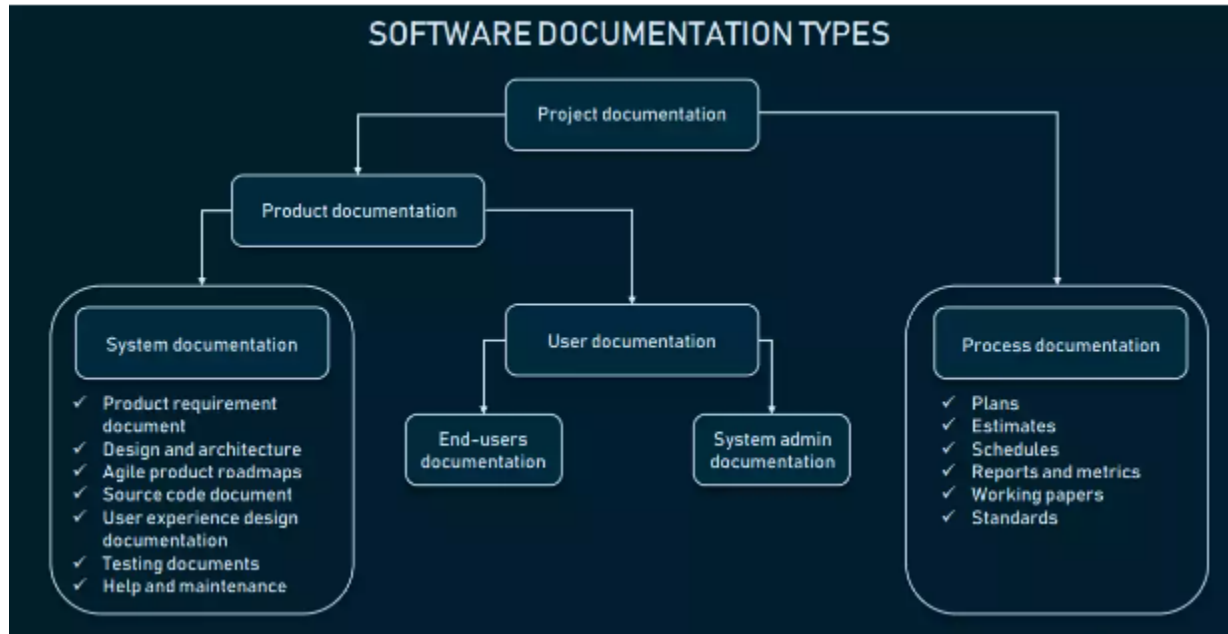 SOFTWARE DOCUMENTATION TYPES
Project documentation
Product documentation
System documentation
✓ Product requirement
document
✓ Design and architecture
✓ Agile product roadmaps
✓ Source code document
✓ User experience design
documentation
✓ Testing documents
✓ Help and maintenance
User documentation
End-users
documentation
System admin
documentation
Process documentation
✓ Plans
✓ Estimates
✓ Schedules
✓ Reports and metrics
✓ Working papers
✓ Standards